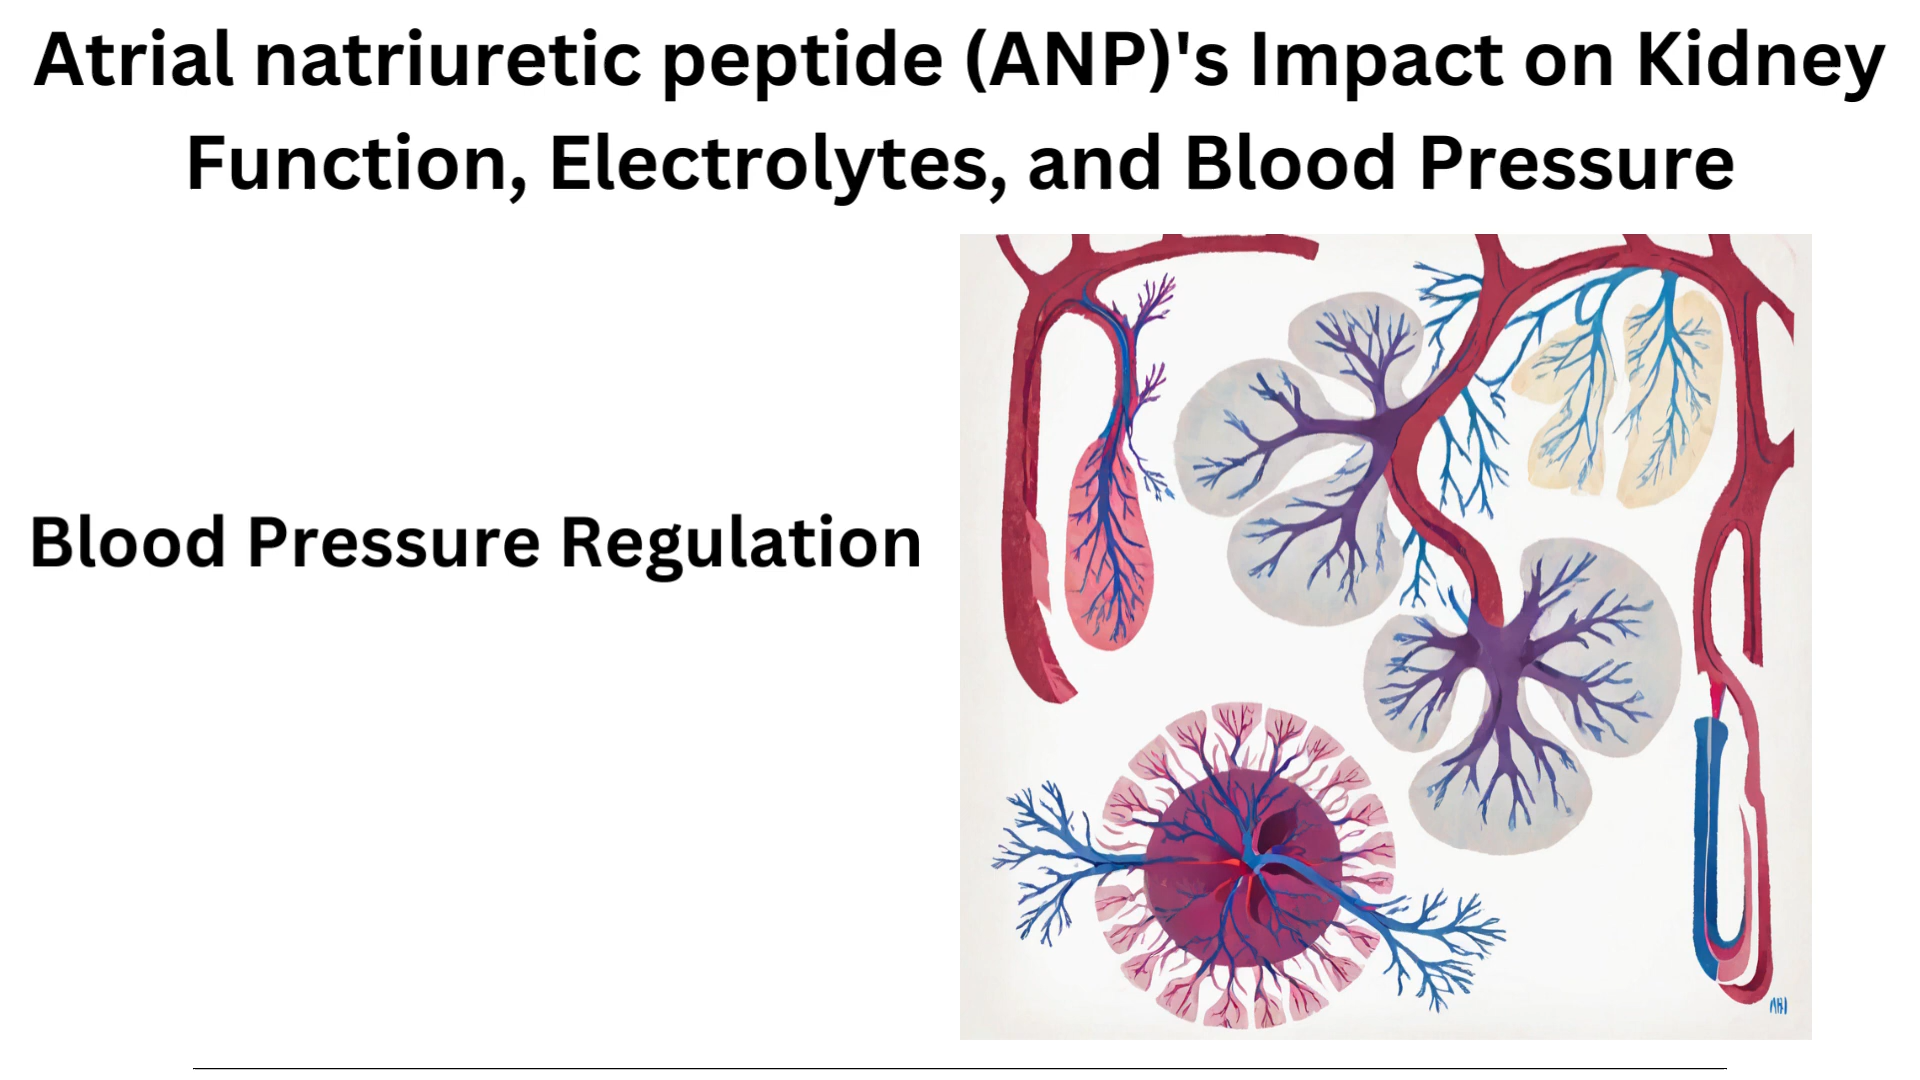 Atrial natriuretic peptide (ANP)'s Impact on Kidney
Function, Electrolytes, and Blood Pressure
Blood Pressure Regulation